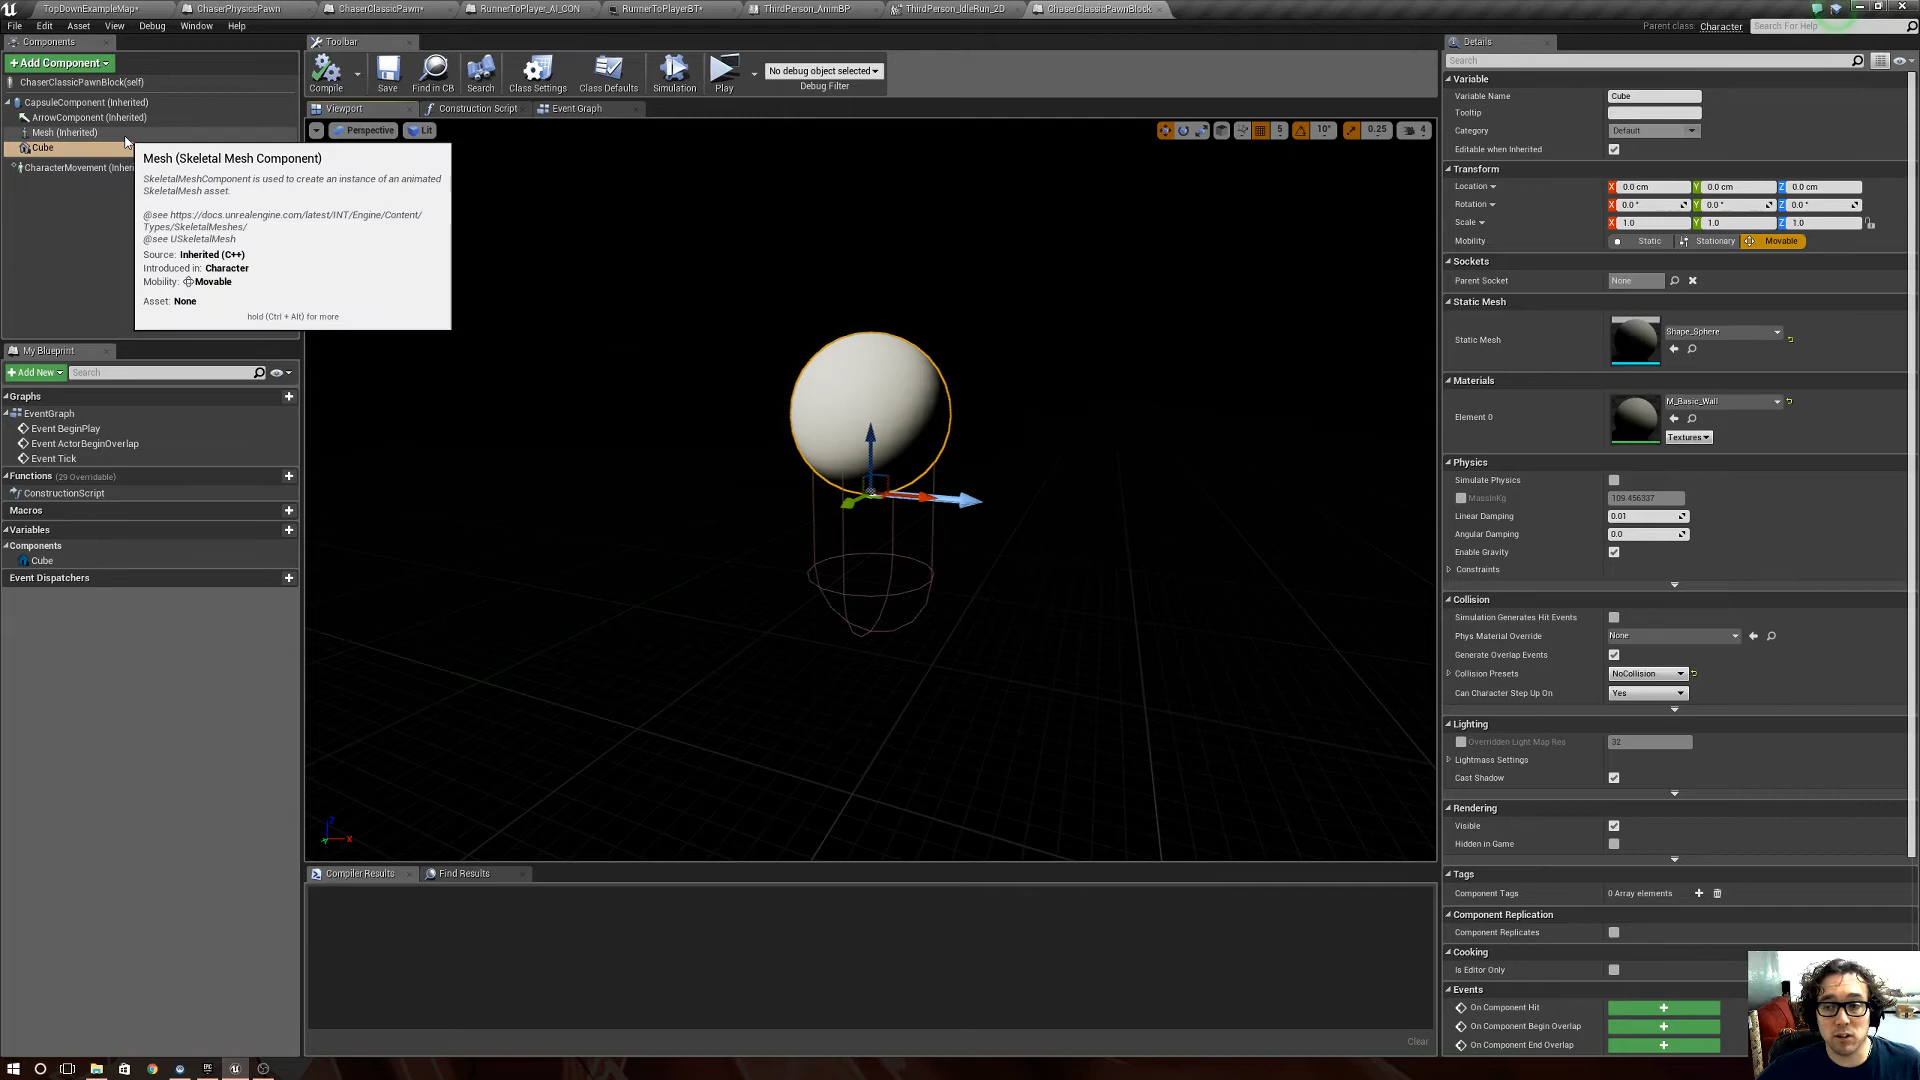 TopDownExampleMap*
ChaserPhysicsPawn
ChaserClassicPawn*
RunnerToPlayer_AI_CON
RunnerToPlayerBT*
ThirdPerson_AnimBP
ThirdPerson_IdleRun_2D
ChaserClassicPawnBlock
File Edit Asset View Debug Window Help
Parent class: Character
Search For Help
Components
+Add Component
ChaserClassicPawnBlock(self)
CapsuleComponent (Inherited)
ArrowComponent (Inherited)
Mesh (Inherited)
Cube
CharacterMovement (Inheri
Mesh (Skeletal Mesh Component)
SkeletalMeshComponent is used to create an instance of an animated
SkeletalMesh asset.
@see https://docs.unrealengine.com/latest/INT/Engine/Content/
Types/SkeletalMeshes/
@see USkeletalMesh
Source: Inherited (C++)
Introduced in: Character
Mobility: Movable
Asset: None
hold (Ctrl + Alt) for more
My Blueprint
+Add New
Search
Graphs
EventGraph
Event BeginPlay
Event ActorBeginOverlap
Event Tick
Functions (29 Overridable)
ConstructionScript
Macros
Variables
Components
Cube
Event Dispatchers
Toolbar
Compile
Save
Find in CB
Search
Class Settings
Class Defaults
Simulation
Play
No debug object selected
Debug Filter
Viewport
Construction Script
Event Graph
Perspective
Lit
5
10°
0.25
4
Z
X
Compiler Results
Find Results
Clear
Details
Search
Variable
Variable Name Cube
Tooltip
Category Default
Editable when Inherited
Transform
Location X 0.0 cm Y 0.0 cm Z 0.0 cm
Rotation X 0.0 ° Y 0.0 ° Z 0.0 °
Scale X 1.0 Y 1.0 Z 1.0
Mobility Static Stationary Movable
Sockets
Parent Socket None
Static Mesh
Static Mesh Shape_Sphere
Materials
Element 0 M_Basic_Wall
Textures
Physics
Simulate Physics
MassInKg 109.456337
Linear Damping 0.01
Angular Damping 0.0
Enable Gravity
Constraints
Collision
Simulation Generates Hit Events
Phys Material Override None
Generate Overlap Events
Collision Presets NoCollision
Can Character Step Up On Yes
Lighting
Overridden Light Map Res 32
Lightmass Settings
Cast Shadow
Rendering
Visible
Hidden in Game
Tags
Component Tags 0 Array elements
Component Replication
Component Replicates
Cooking
Is Editor Only
Events
On Component Hit
On Component Begin Overlap
On Component End Overlap